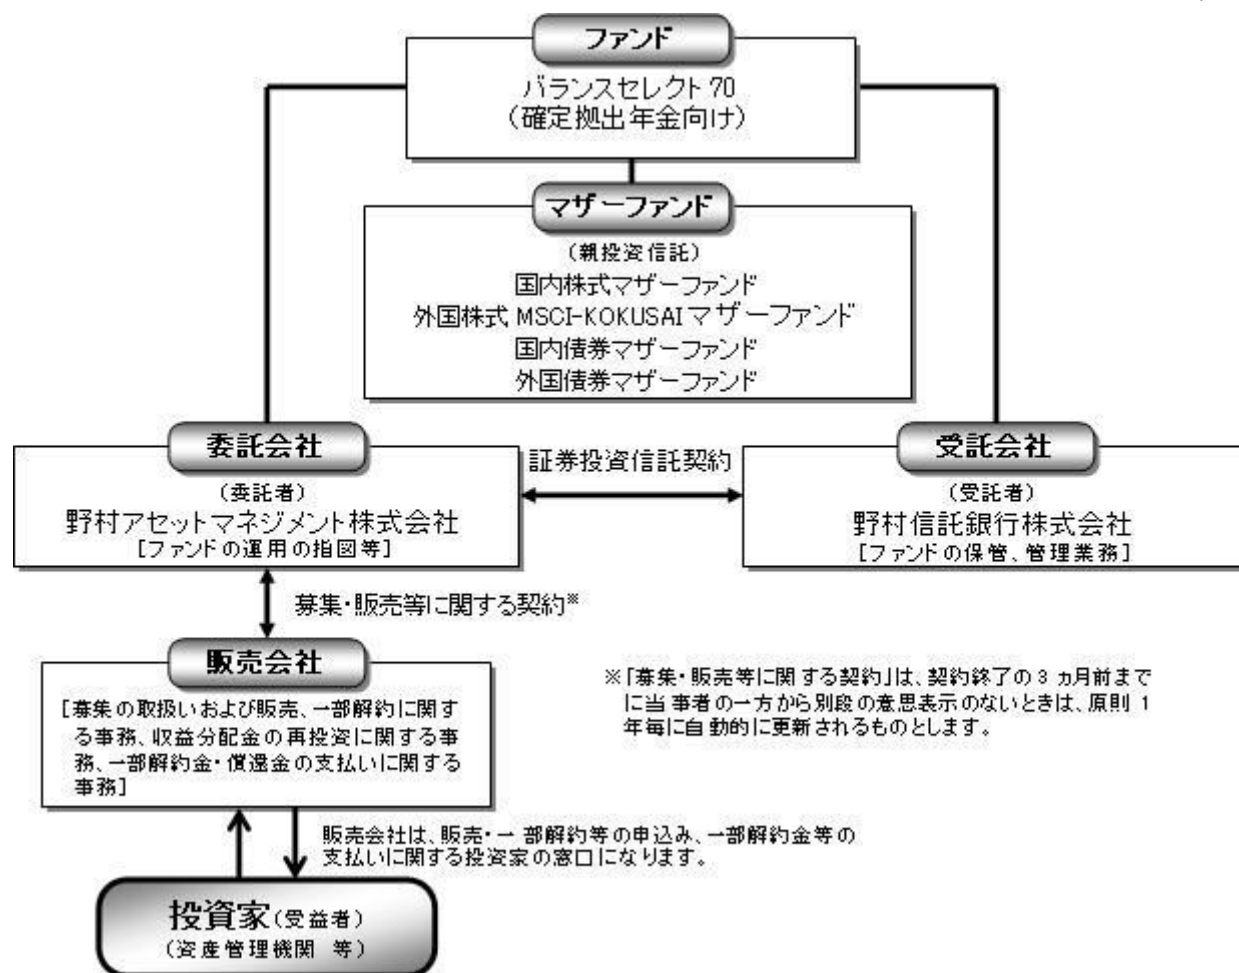 ファンド
バランスセレクト70
(確定拠出年金向け)
マザーファンド
(親投資信託)
国内株式マザーファンド
外国株式MSCI-KOKUSAIマザーファンド
国内債券マザーファンド
外国債券マザーファンド
委託会社
(委託者)
野村アセットマネジメント株式会社
[ファンドの運用の指図等]
証券投資信託契約
受託会社
(受託者)
野村信託銀行株式会社
[ファンドの保管、管理業務]
募集・販売等に関する契約※
販売会社
[募集の取扱いおよび販売、一部解約に関す
る事務、収益分配金の再投資に関する事
務、一部解約金・償還金の支払いに関する
事務]
※「募集・販売等に関する契約」は、契約終了の3ヵ月前まで
に当事者の一方から別段の意思表示のないときは、原則1
年毎に自動的に更新されるものとします。
販売会社は、販売・一部解約等の申込み、一部解約金等の
支払いに関する投資家の窓口になります。
投資家(受益者)
(資産管理機関 等)